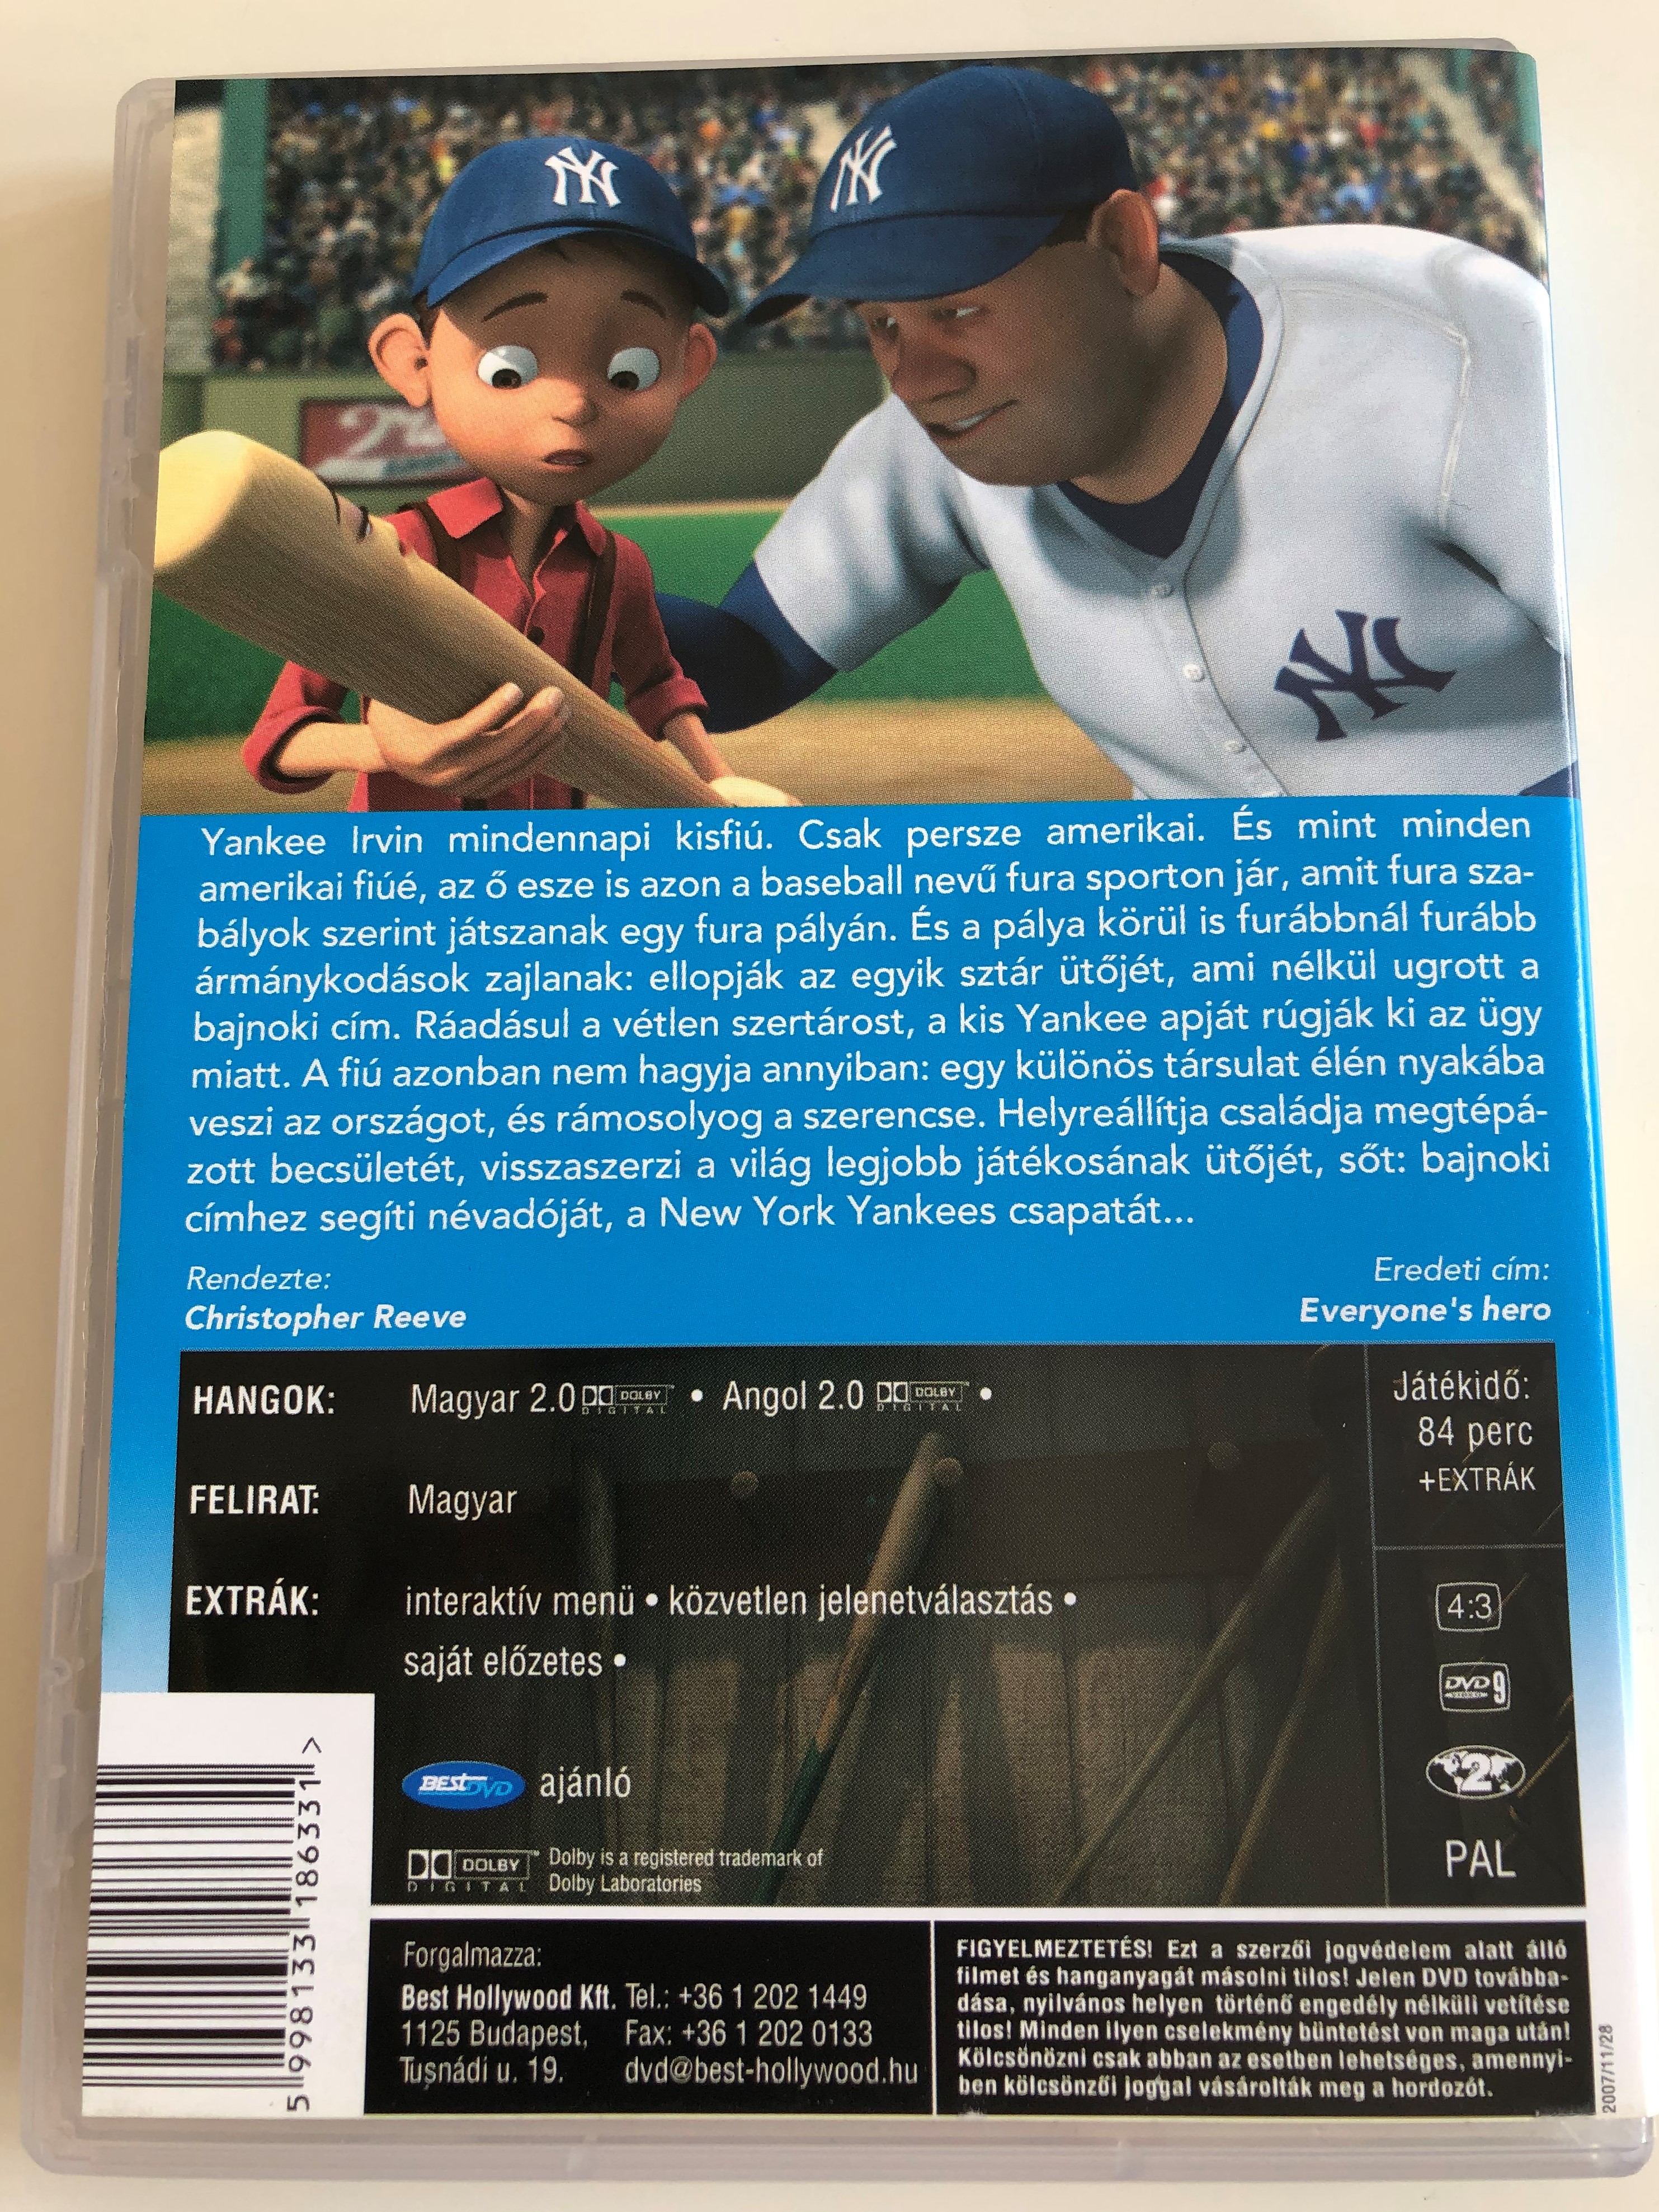 NY
NY
NY
Yankee Irvin mindennapi kisfiú. Csak persze amerikai. És mint minden
amerikai fiúé, az ő esze is azon a baseball nevű fura sporton jár, amit fura sza-
bályok szerint játszanak egy fura pályán. És a pálya körül is furábbnál furább
ármánykodások zajlanak: ellopják az egyik sztár ütőjét, ami nélkül ugrott a
bajnoki cím. Ráadásul a vétlen szertárost, a kis Yankee apját rúgják ki az ügy
miatt. A fiú azonban nem hagyja annyiban: egy különös társulat élén nyakába
veszi az országot, és rámosolyog a szerencse. Helyreállítja családja megtépá-
zott becsületét, visszaszerzi a világ legjobb játékosának ütőjét, sőt: bajnoki
címhez segíti névadóját, a New York Yankees csapatát...
Rendezte:
Christopher Reeve
Eredeti cím:
Everyone's hero
HANGOK: Magyar 2.0 DOLBY DIGITAL • Angol 2.0 DOLBY DIGITAL •
FELIRAT: Magyar
EXTRÁK: interaktív menü • közvetlen jelenetválasztás •
saját előzetes •
BEST DVD ajánló
DOLBY DIGITAL
Dolby is a registered trademark of
Dolby Laboratories
Játékidő:
84 perc
+EXTRÁK
4:3
DVD 9
2
PAL
5 998133 186331 >
Forgalmazza:
Best Hollywood Kft. Tel.: +36 1 202 1449
1125 Budapest, Fax: +36 1 202 0133
Tuşnádi u. 19. dvd@best-hollywood.hu
FIGYELMEZTETÉS! Ezt a szerzői jogvédelem alatt álló
filmet és hanganyagát másolni tilos! Jelen DVD továbba-
dása, nyilvános helyen történő engedély nélküli vetítése
tilos! Minden ilyen cselekmény büntetést von maga után!
Kölcsönözni csak abban az esetben lehetséges, amennyi-
ben kölcsönzői joggal vásárolták meg a hordozót.
2007/11/28